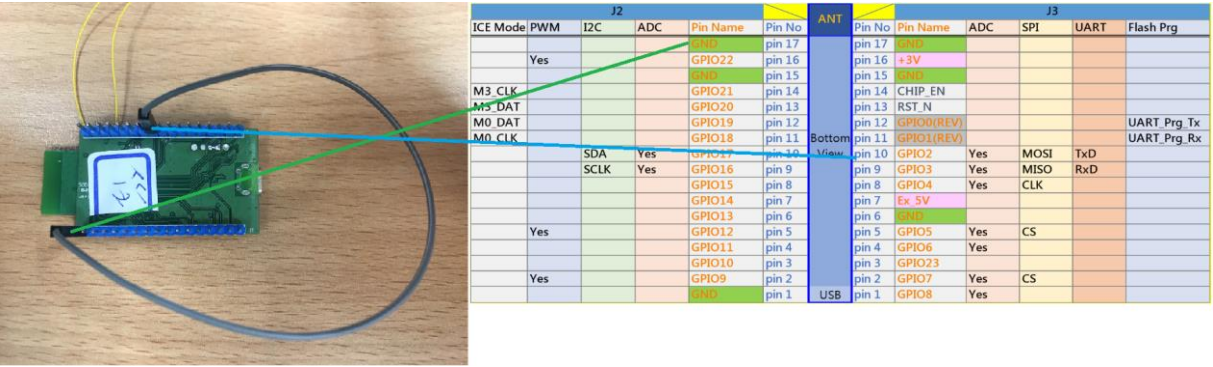 J2 ANT J3
ICE Mode PWM I2C ADC Pin Name Pin No Pin No Pin Name ADC SPI UART Flash Prg
GND pin 17 pin 17 GND
Yes GPIO22 pin 16 pin 16 +3V
GND pin 15 pin 15 GND
M3_CLK GPIO21 pin 14 pin 14 CHIP_EN
M3_DAT GPIO20 pin 13 pin 13 RST_N
M0_DAT GPIO19 pin 12 pin 12 GPIO0(REV) UART_Prg_Tx
M0_CLK GPIO18 pin 11 Bottom pin 11 GPIO1(REV) UART_Prg_Rx
SDA Yes GPIO17 pin 10 View pin 10 GPIO2 Yes MOSI TxD
SCLK Yes GPIO16 pin 9 pin 9 GPIO3 Yes MISO RxD
GPIO15 pin 8 pin 8 GPIO4 Yes CLK
GPIO14 pin 7 pin 7 Ex_5V
GPIO13 pin 6 pin 6 GND
Yes GPIO12 pin 5 pin 5 GPIO5 Yes CS
GPIO11 pin 4 pin 4 GPIO6 Yes
GPIO10 pin 3 pin 3 GPIO23
Yes GPIO9 pin 2 pin 2 GPIO7 Yes CS
GND pin 1 USB pin 1 GPIO8 Yes